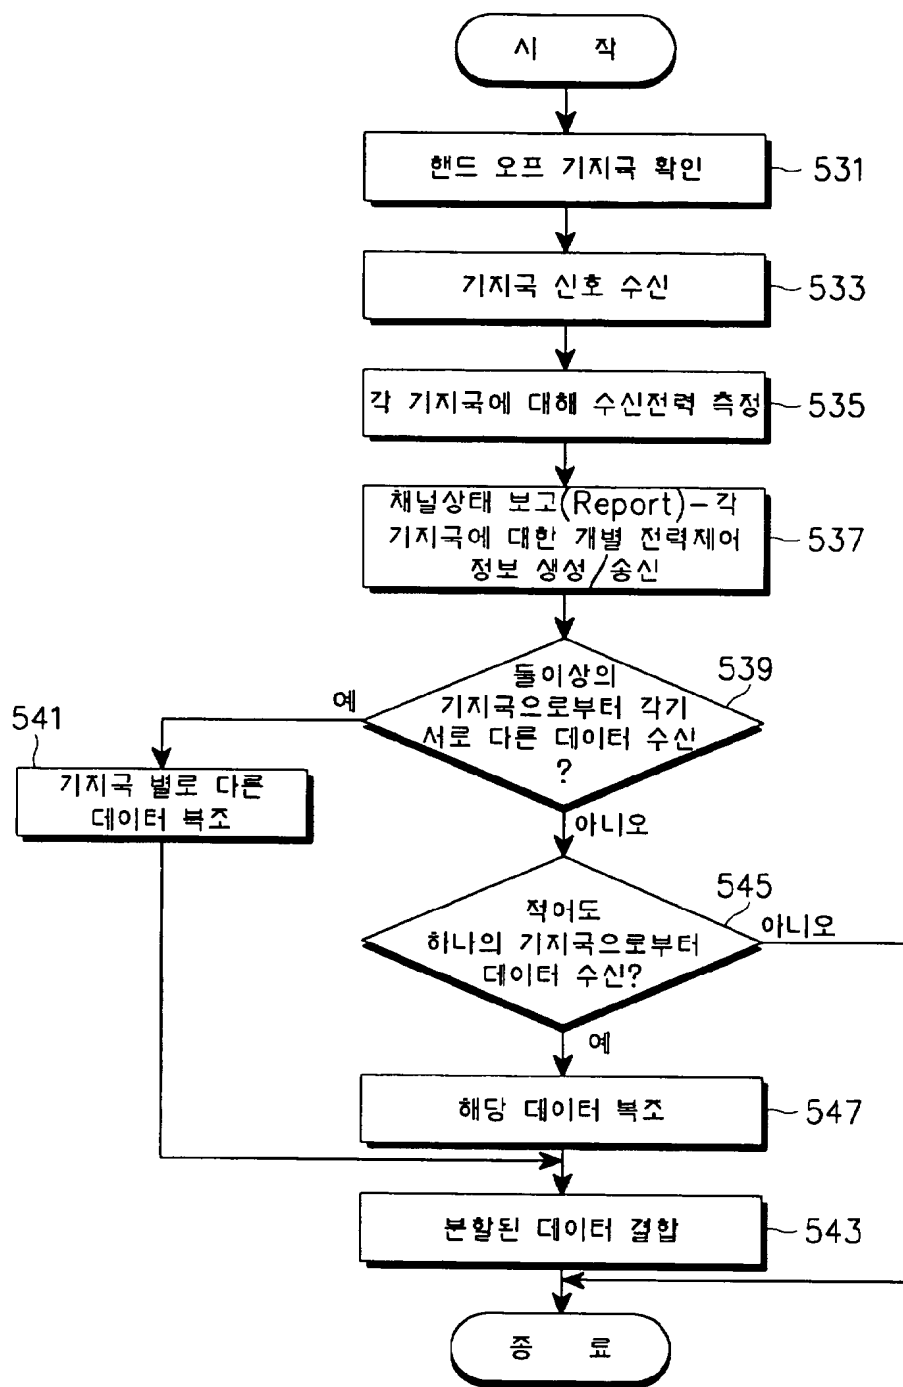 시 작
핸드 오프 기지국 확인
531
기지국 신호 수신
533
각 기지국에 대해 수신전력 측정
535
채널상태 보고(Report)-각
기지국에 대한 개별 전력제어
정보 생성/송신
537
둘이상의
기지국으로부터 각기
서로 다른 데이터 수신
?
539
예
541
기지국 별로 다른
데이터 복조
아니오
적어도
하나의 기지국으로부터
데이터 수신?
545
아니오
예
해당 데이터 복조
547
분할된 데이터 결합
543
종 료